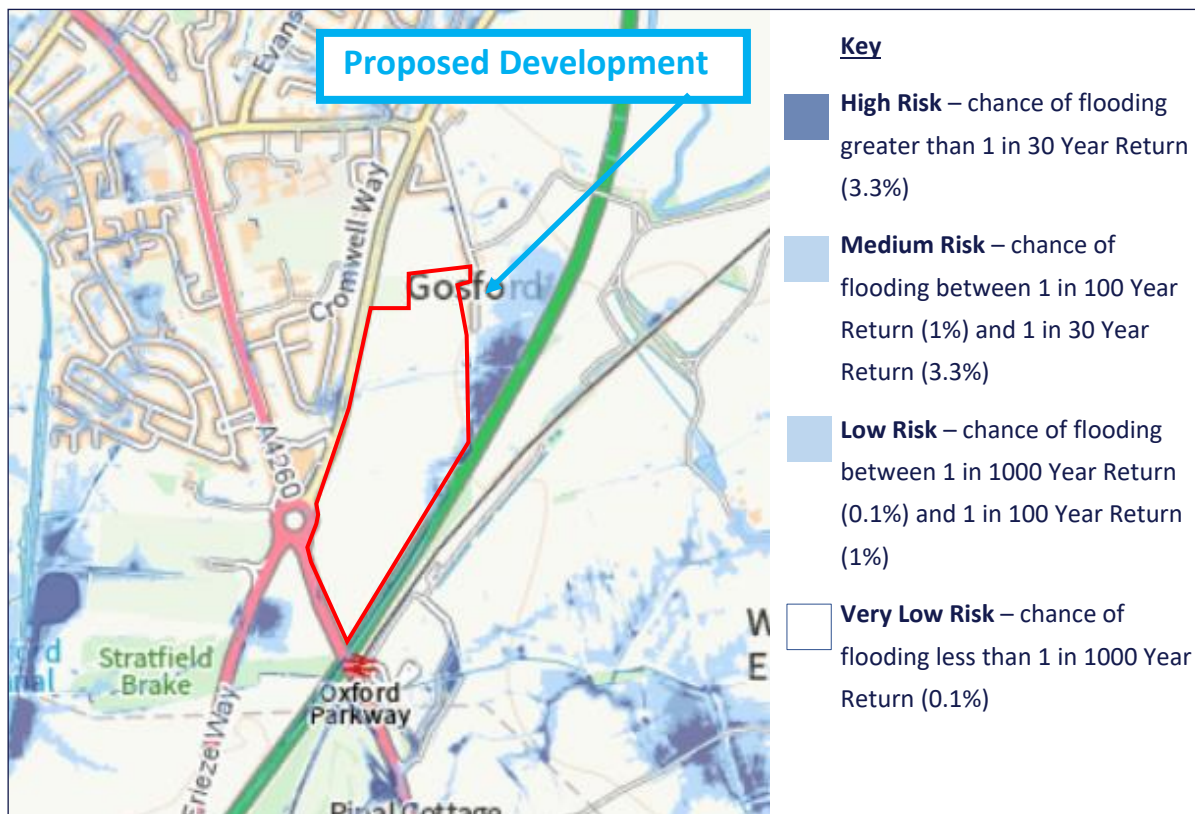 Proposed Development
Evans
Cromwell Way
Gosford
A4260
Stratfield
Brake
Oxford
Parkway
Frieze Way
W
E
Key
High Risk – chance of flooding
greater than 1 in 30 Year Return
(3.3%)
Medium Risk – chance of
flooding between 1 in 100 Year
Return (1%) and 1 in 30 Year
Return (3.3%)
Low Risk – chance of flooding
between 1 in 1000 Year Return
(0.1%) and 1 in 100 Year Return
(1%)
Very Low Risk – chance of
flooding less than 1 in 1000 Year
Return (0.1%)